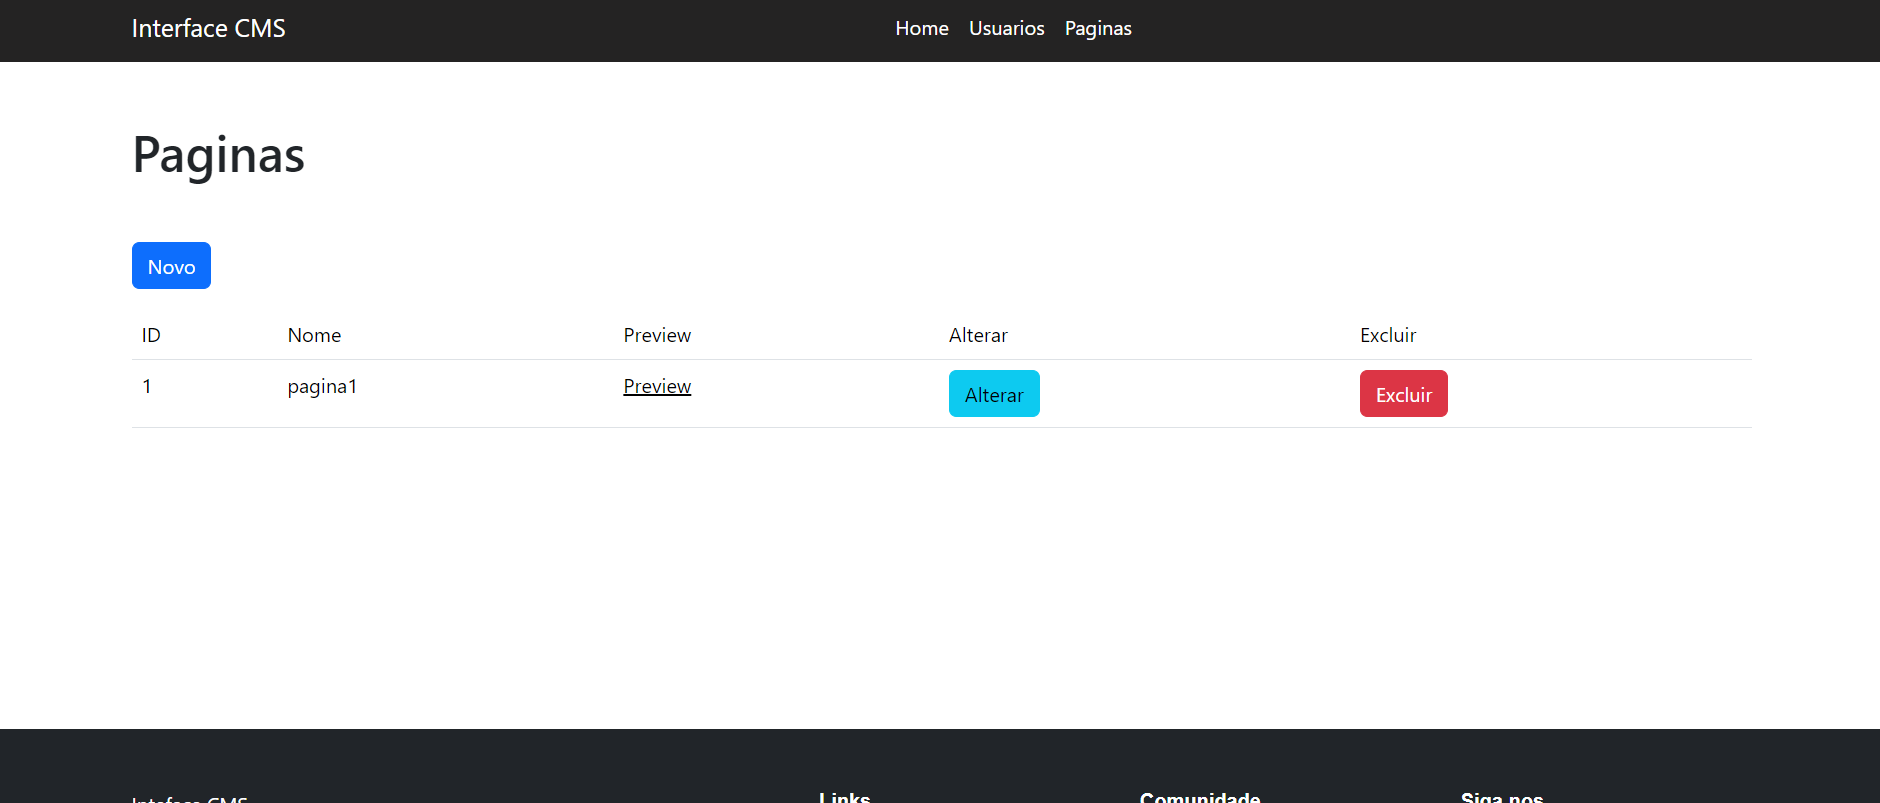 Interface CMS Home Usuarios Paginas
Paginas
Novo
ID Nome Preview Alterar Excluir
1 pagina1 Preview Alterar Excluir
Inteface CMS Links Comunidade Siga nos